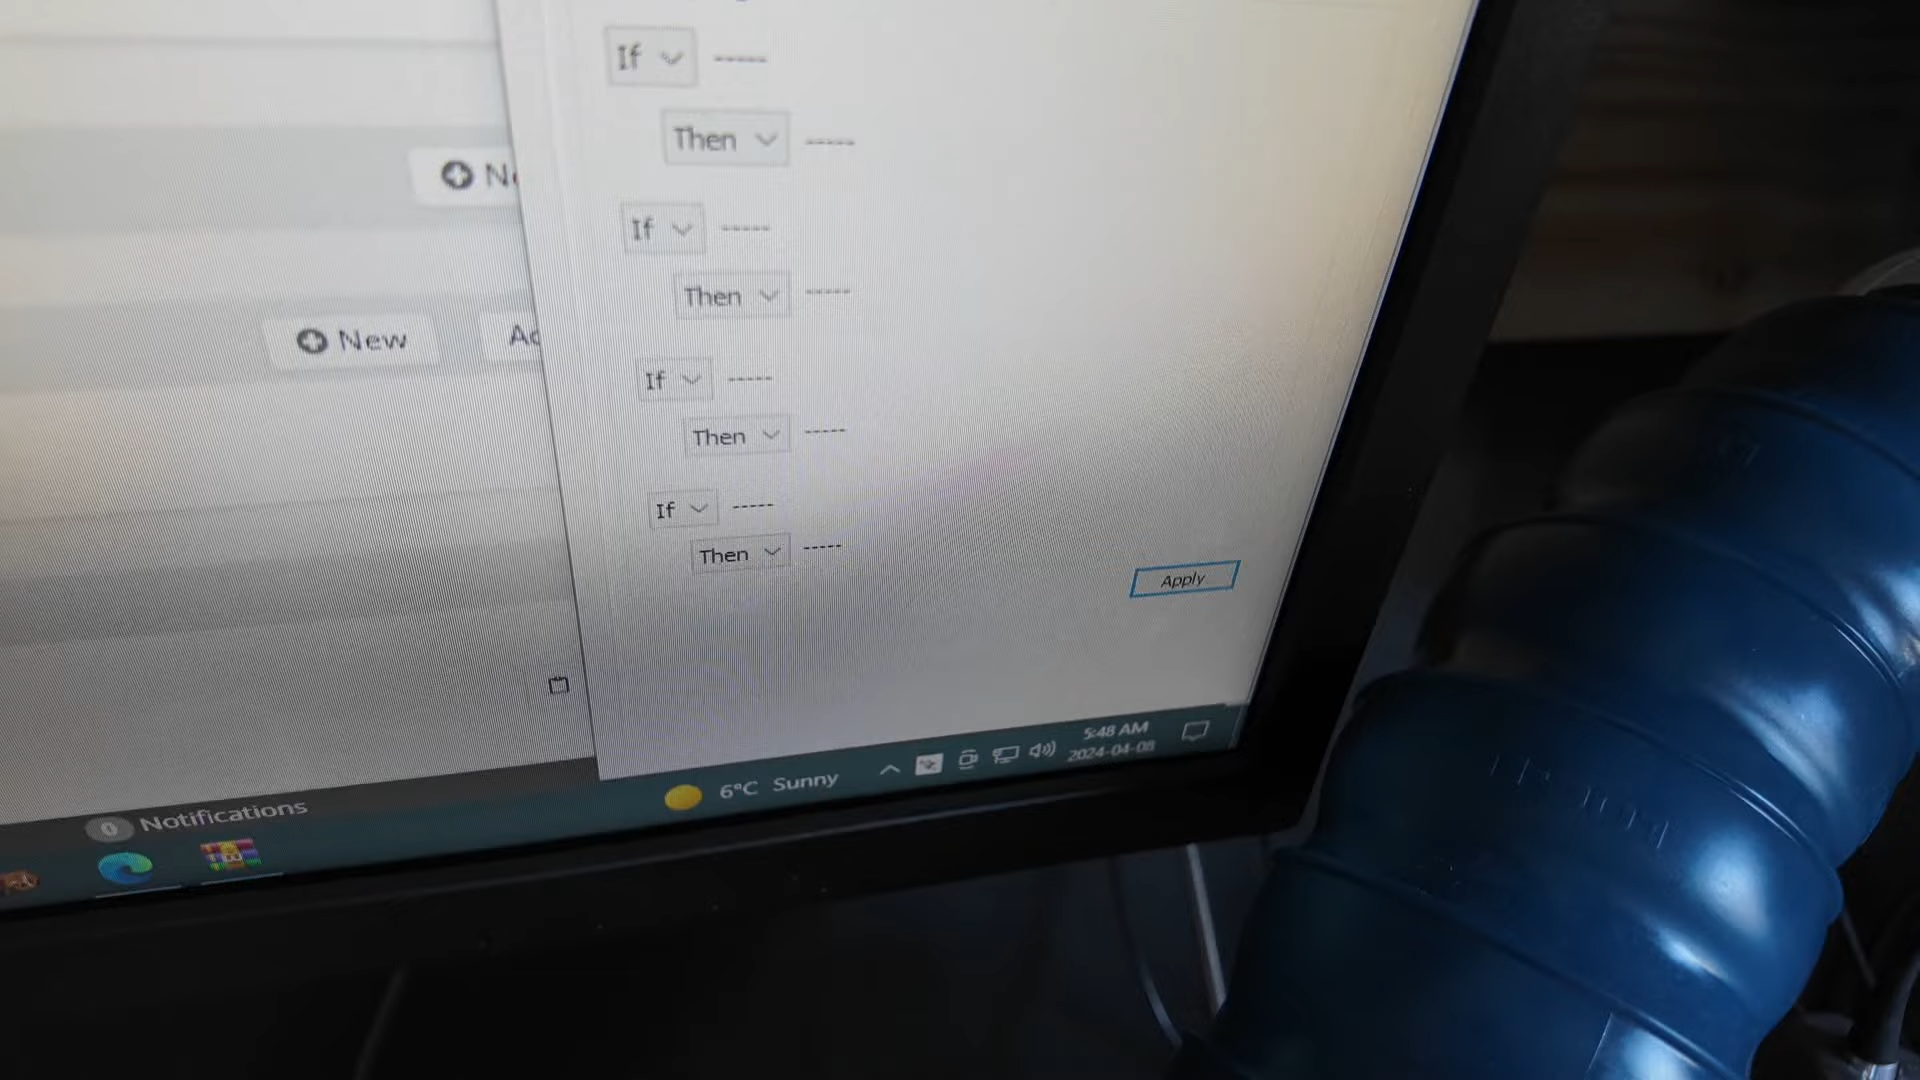 If -----
Then -----
New
If -----
Then -----
New
If -----
Then -----
If -----
Then -----
Apply
0 Notifications
6°C Sunny
5:48 AM
2024-04-08